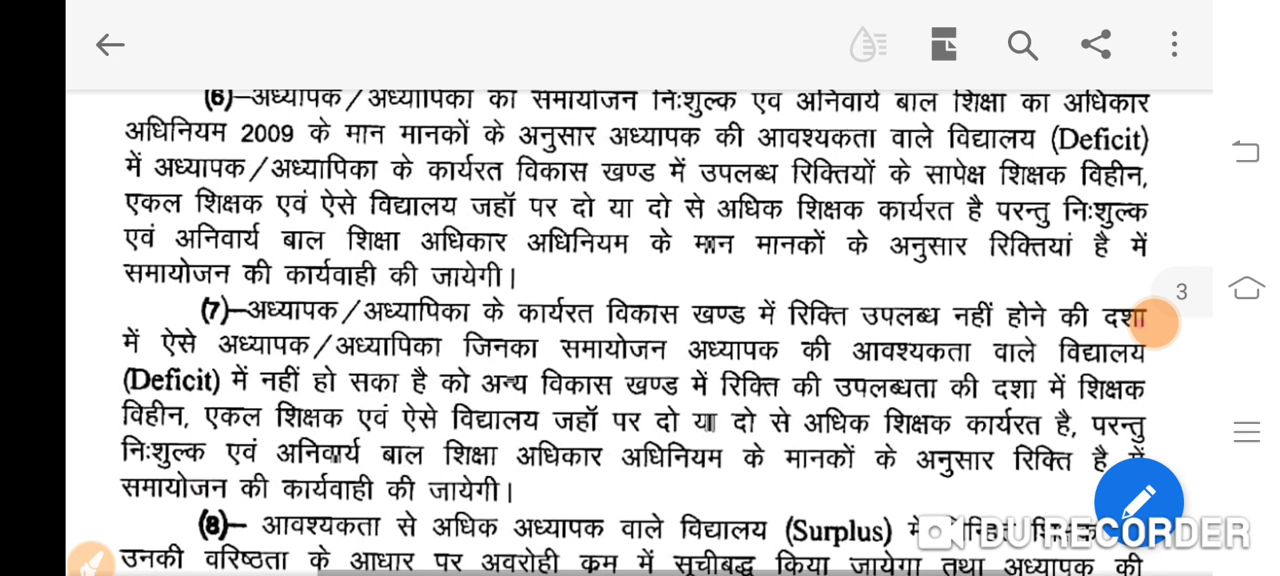 (6)–अध्यापक/अध्यापिका का समायोजन निःशुल्क एवं अनिवार्य बाल शिक्षा का अधिकार
अधिनियम 2009 के मान मानकों के अनुसार अध्यापक की आवश्यकता वाले विद्यालय (Deficit)
में अध्यापक/अध्यापिका के कार्यरत विकास खण्ड में उपलब्ध रिक्तियों के सापेक्ष शिक्षक विहीन,
एकल शिक्षक एवं ऐसे विद्यालय जहॉ पर दो या दो से अधिक शिक्षक कार्यरत है परन्तु निःशुल्क
एवं अनिवार्य बाल शिक्षा अधिकार अधिनियम के मान मानकों के अनुसार रिक्तियां है में
समायोजन की कार्यवाही की जायेगी।
3
(7)–अध्यापक/अध्यापिका के कार्यरत विकास खण्ड में रिक्ति उपलब्ध नहीं होने की दशा
में ऐसे अध्यापक/अध्यापिका जिनका समायोजन अध्यापक की आवश्यकता वाले विद्यालय
(Deficit) में नहीं हो सका है को अन्य विकास खण्ड में रिक्ति की उपलब्धता की दशा में शिक्षक
विहीन, एकल शिक्षक एवं ऐसे विद्यालय जहॉ पर दो या दो से अधिक शिक्षक कार्यरत है, परन्तु
निःशुल्क एवं अनिवार्य बाल शिक्षा अधिकार अधिनियम के मानकों के अनुसार रिक्ति है में
समायोजन की कार्यवाही की जायेगी।
(8)– आवश्यकता से अधिक अध्यापक वाले विद्यालय (Surplus) में
DU RECORDER
उनकी वरिष्ठता के आधार पर अवरोही कम में सूचीबद्ध किया जायेगा तथा अध्यापक की